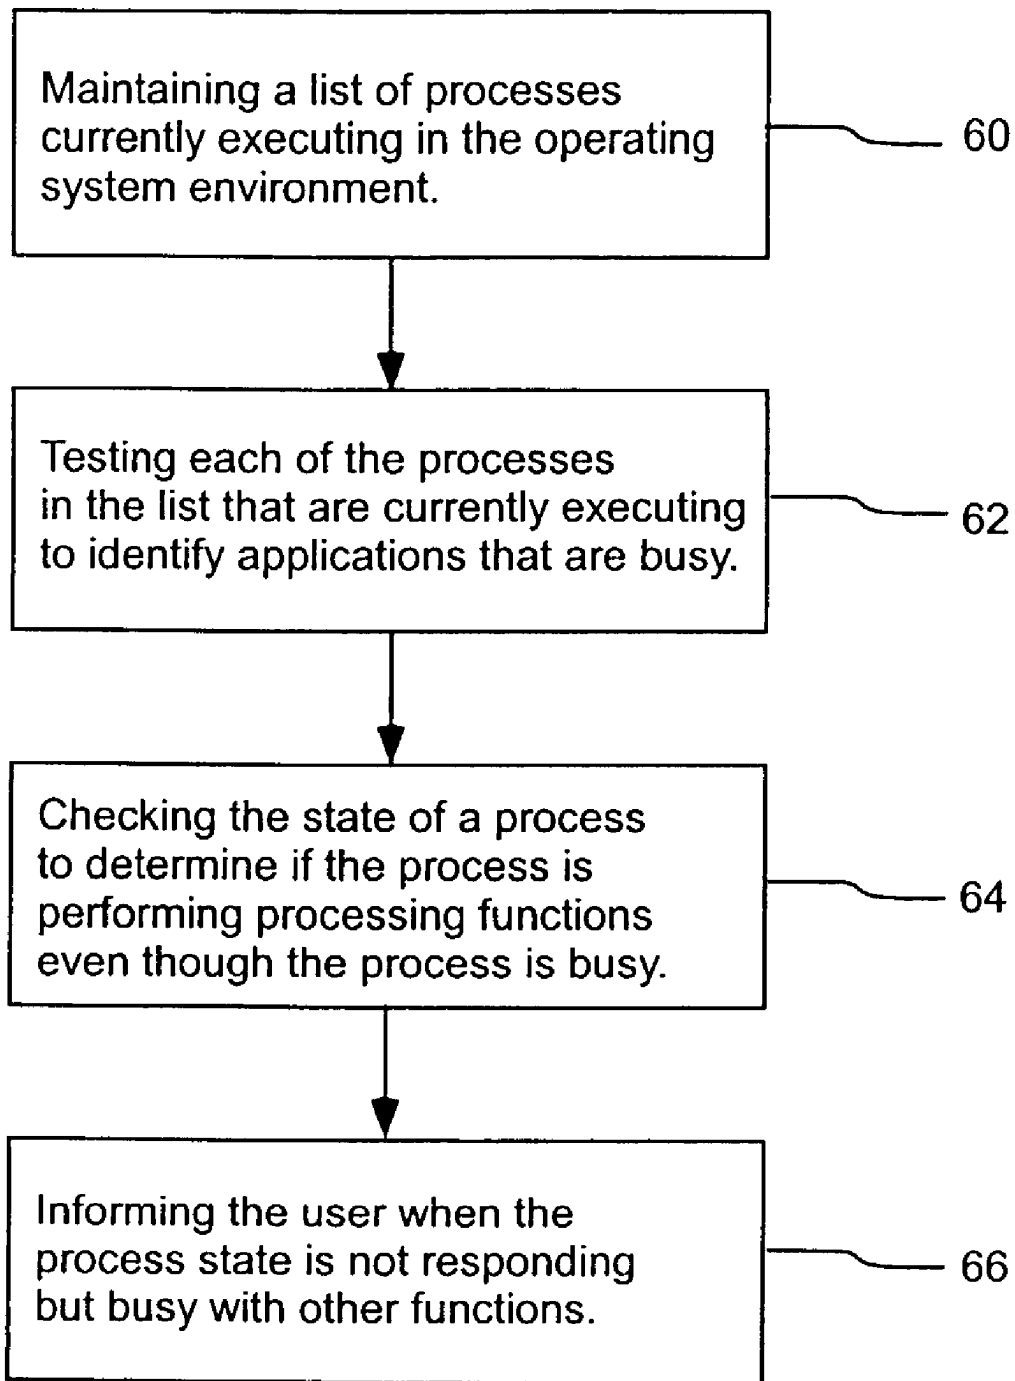 Maintaining a list of processes
currently executing in the operating
system environment.
60
Testing each of the processes
in the list that are currently executing
to identify applications that are busy.
62
Checking the state of a process
to determine if the process is
performing processing functions
even though the process is busy.
64
Informing the user when the
process state is not responding
but busy with other functions.
66